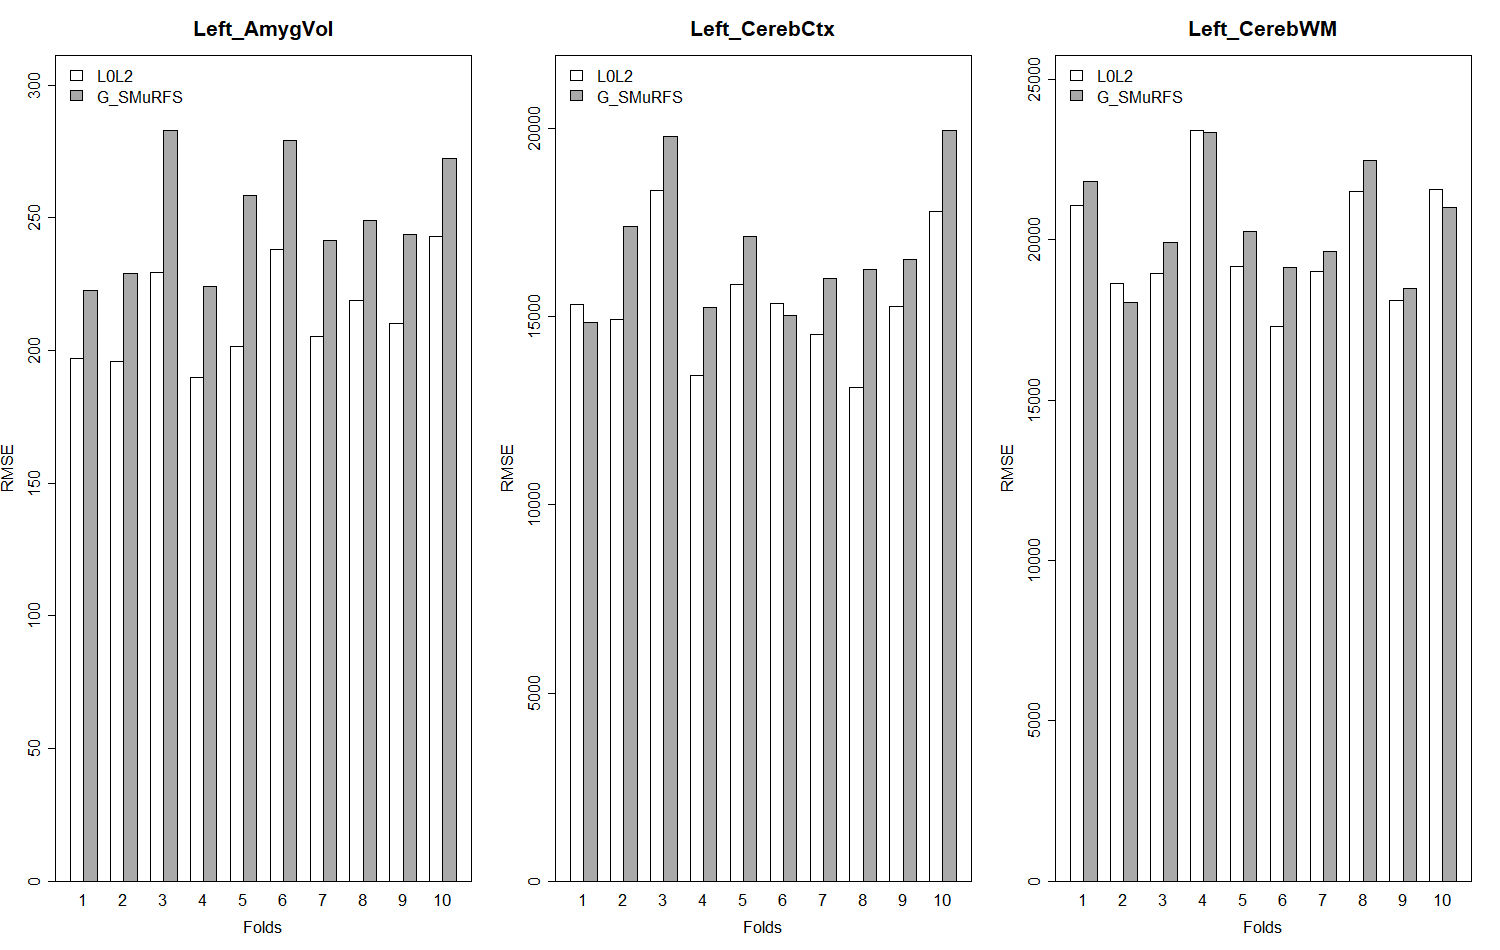 Left_AmygVol
L0L2
G_SMuRFS
300
250
200
150
100
50
0
RMSE
1 2 3 4 5 6 7 8 9 10
Folds
Left_CerebCtx
L0L2
G_SMuRFS
20000
15000
10000
5000
0
RMSE
1 2 3 4 5 6 7 8 9 10
Folds
Left_CerebWM
L0L2
G_SMuRFS
25000
20000
15000
10000
5000
0
RMSE
1 2 3 4 5 6 7 8 9 10
Folds